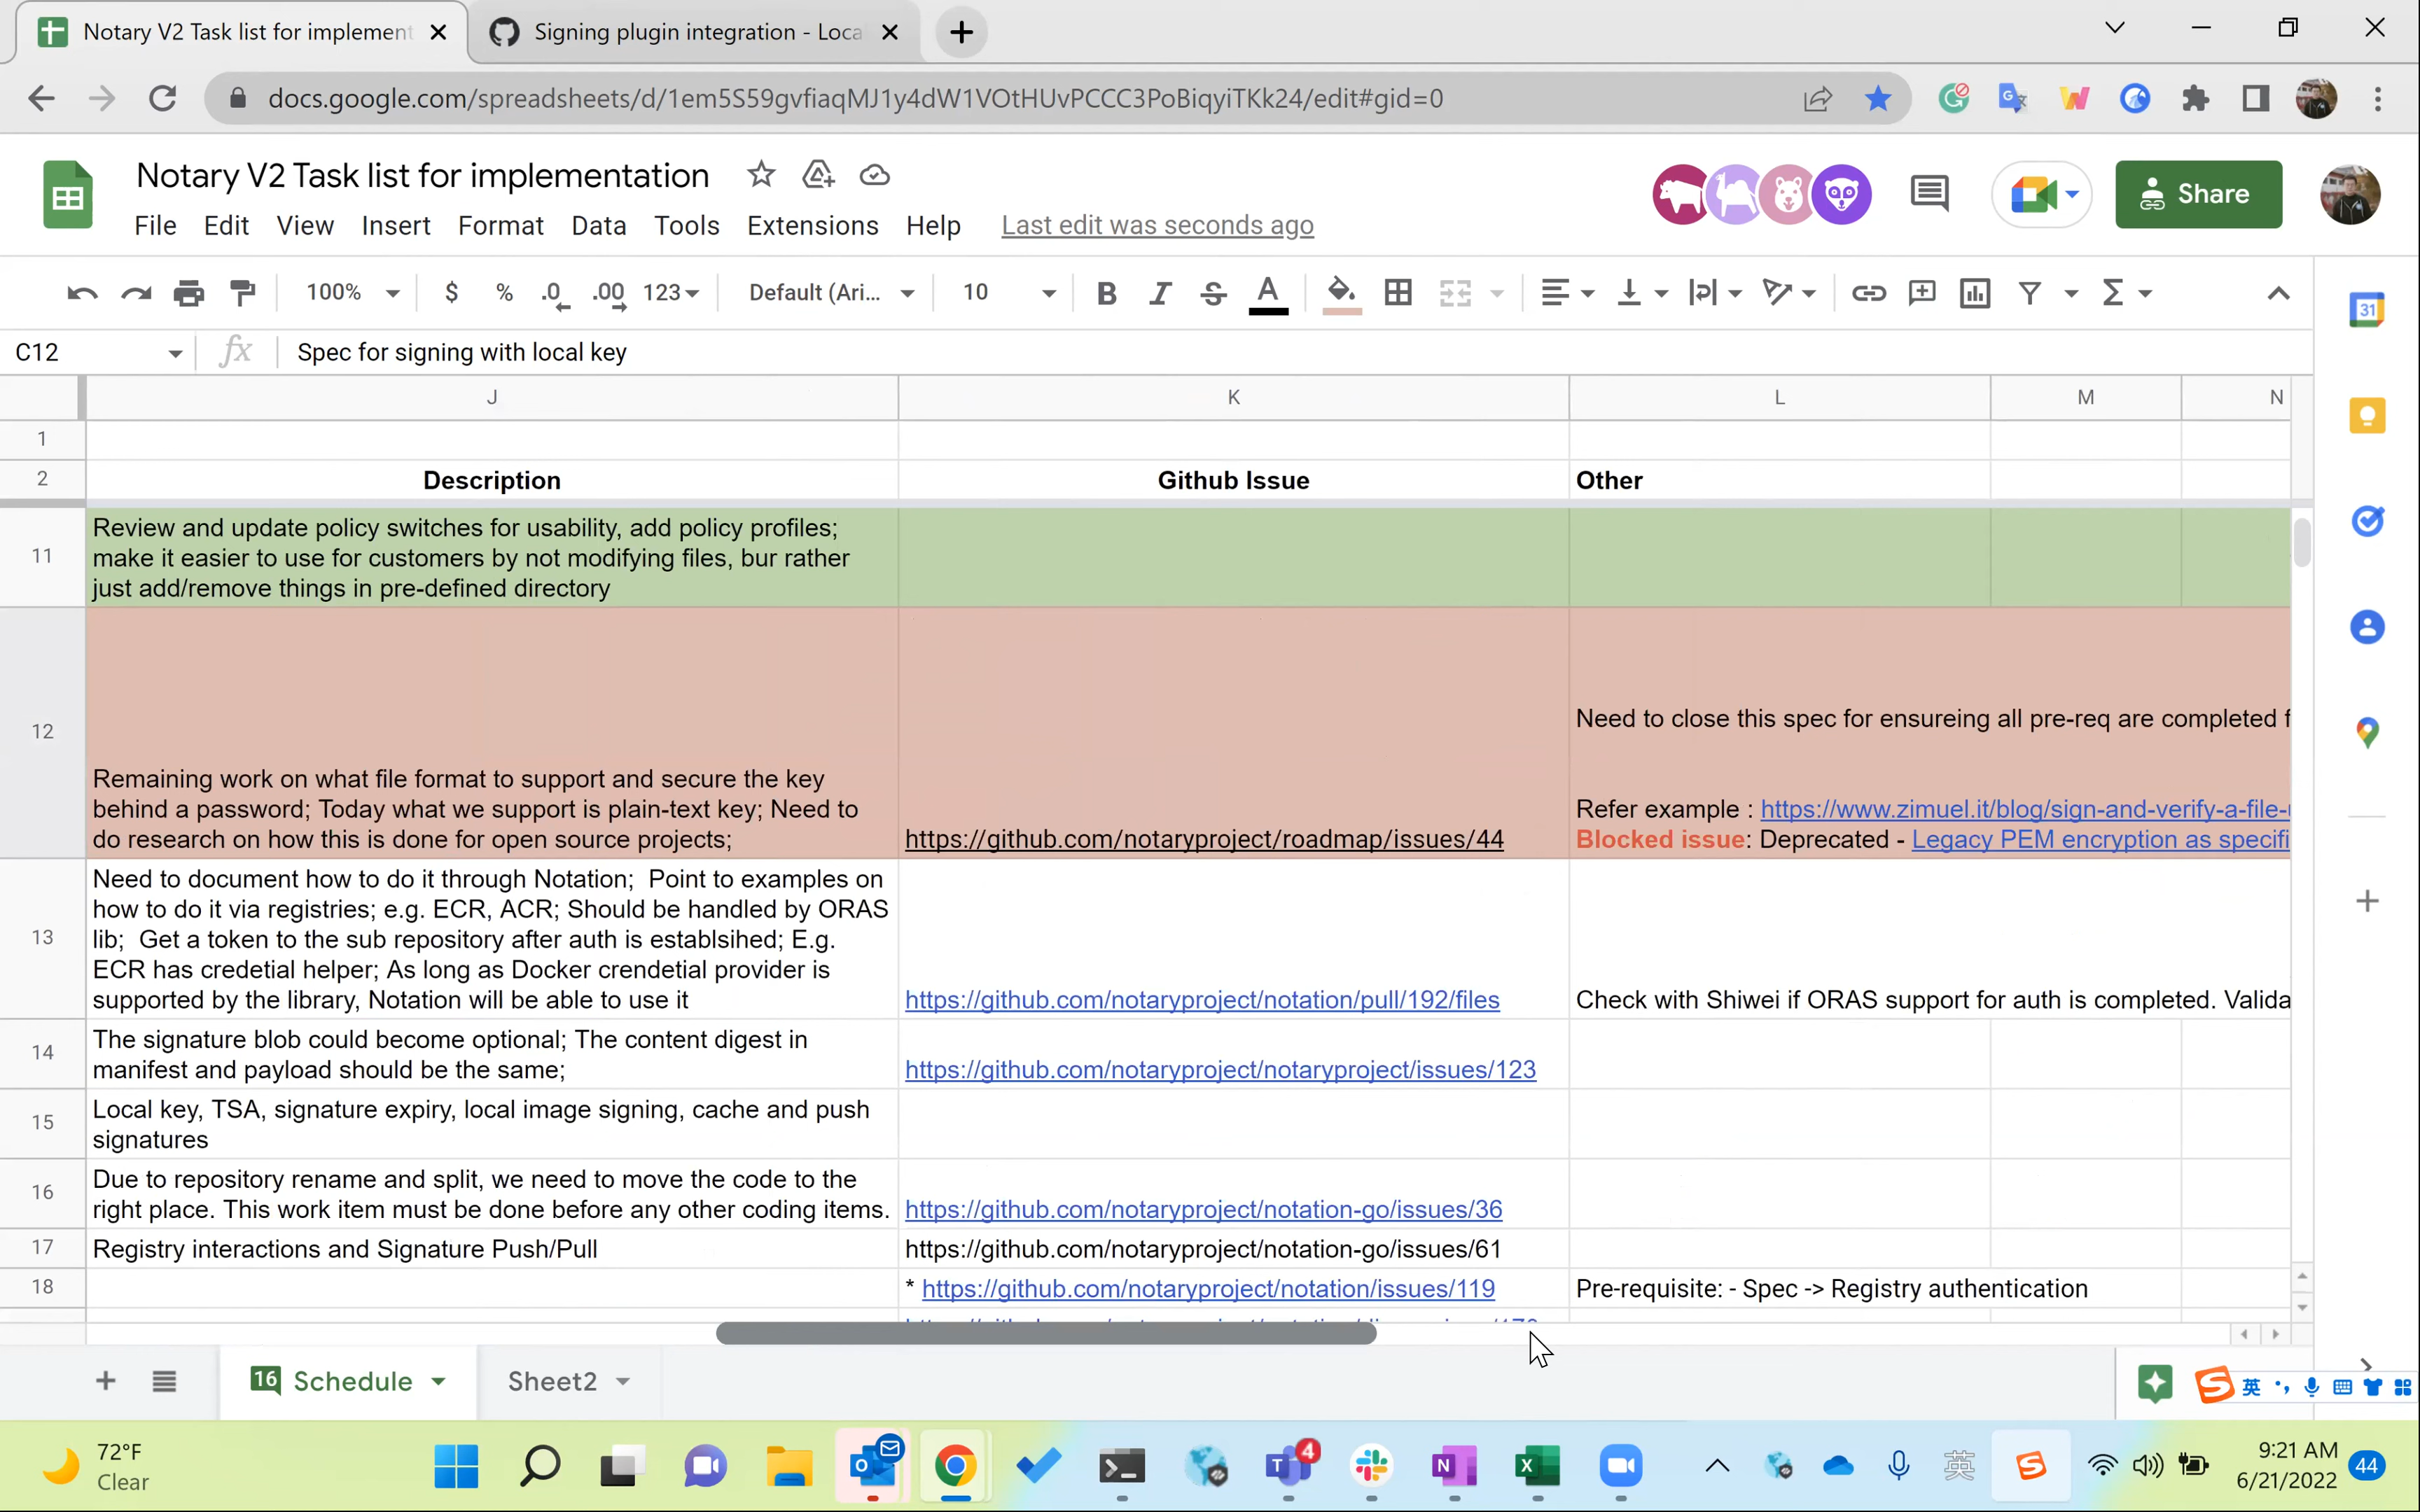 Notary V2 Task list for implement
Signing plugin integration - Loca
docs.google.com/spreadsheets/d/1em5S59gvfiaqMJ1y4dW1VOtHUvPCCC3PoBiqyiTKk24/edit#gid=0
Notary V2 Task list for implementation
Share
File Edit View Insert Format Data Tools Extensions Help Last edit was seconds ago
100% $ % .0 .00 123 Default (Ari... 10 B I S A
31
C12 fx Spec for signing with local key
J K L M N
1
2 Description Github Issue Other
11
Review and update policy switches for usability, add policy profiles;
make it easier to use for customers by not modifying files, bur rather
just add/remove things in pre-defined directory
12
Remaining work on what file format to support and secure the key
behind a password; Today what we support is plain-text key; Need to
do research on how this is done for open source projects;
https://github.com/notaryproject/roadmap/issues/44
Need to close this spec for ensureing all pre-req are completed f
Refer example : https://www.zimuel.it/blog/sign-and-verify-a-file-
Blocked issue: Deprecated - Legacy PEM encryption as specifi
13
Need to document how to do it through Notation; Point to examples on
how to do it via registries; e.g. ECR, ACR; Should be handled by ORAS
lib; Get a token to the sub repository after auth is establsihed; E.g.
ECR has credetial helper; As long as Docker crendetial provider is
supported by the library, Notation will be able to use it
https://github.com/notaryproject/notation/pull/192/files
Check with Shiwei if ORAS support for auth is completed. Valida
14
The signature blob could become optional; The content digest in
manifest and payload should be the same;
https://github.com/notaryproject/notaryproject/issues/123
15
Local key, TSA, signature expiry, local image signing, cache and push
signatures
16
Due to repository rename and split, we need to move the code to the
right place. This work item must be done before any other coding items.
https://github.com/notaryproject/notation-go/issues/36
17 Registry interactions and Signature Push/Pull https://github.com/notaryproject/notation-go/issues/61
18 * https://github.com/notaryproject/notation/issues/119 Pre-requisite: - Spec -> Registry authentication
16 Schedule Sheet2
英
72°F
Clear
4
英
9:21 AM
6/21/2022
44